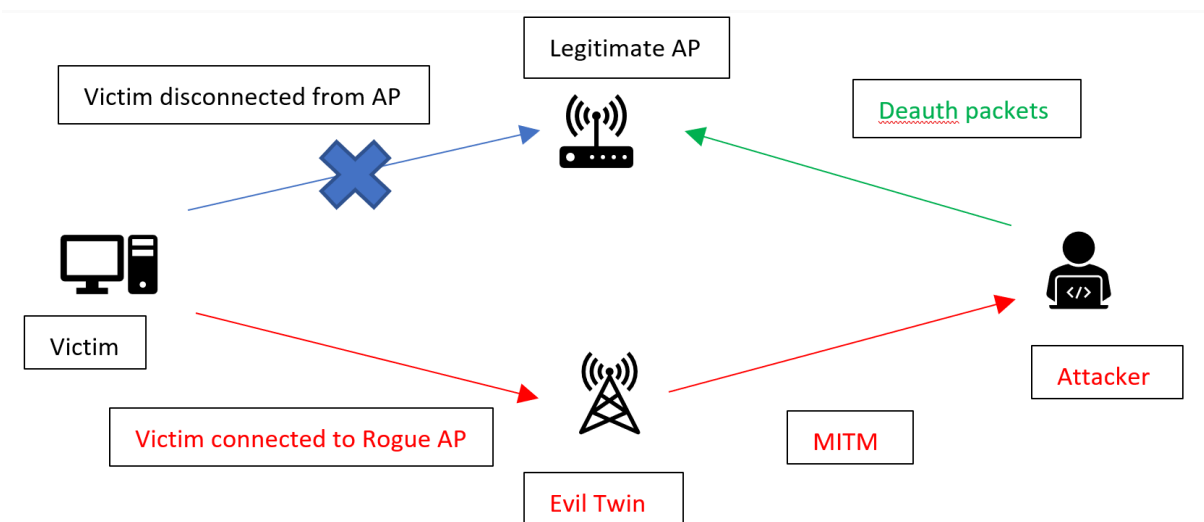 Legitimate AP
Victim disconnected from AP
Deauth packets
</>
Victim
Attacker
Victim connected to Rogue AP
MITM
Evil Twin